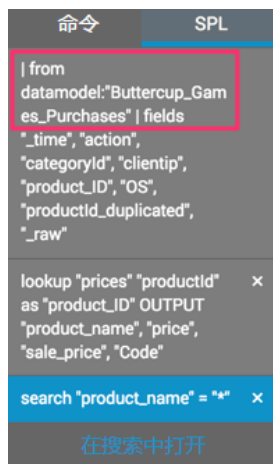 命令 SPL
| from
datamodel:"Buttercup_Gam
es_Purchases" | fields
"_time", "action",
"categoryId", "clientip",
"product_ID", "OS",
"productId_duplicated",
"_raw"
lookup "prices" "productId" ×
as "product_ID" OUTPUT
"product_name", "price",
"sale_price", "Code"
search "product_name" = "*" ×
在搜索中打开